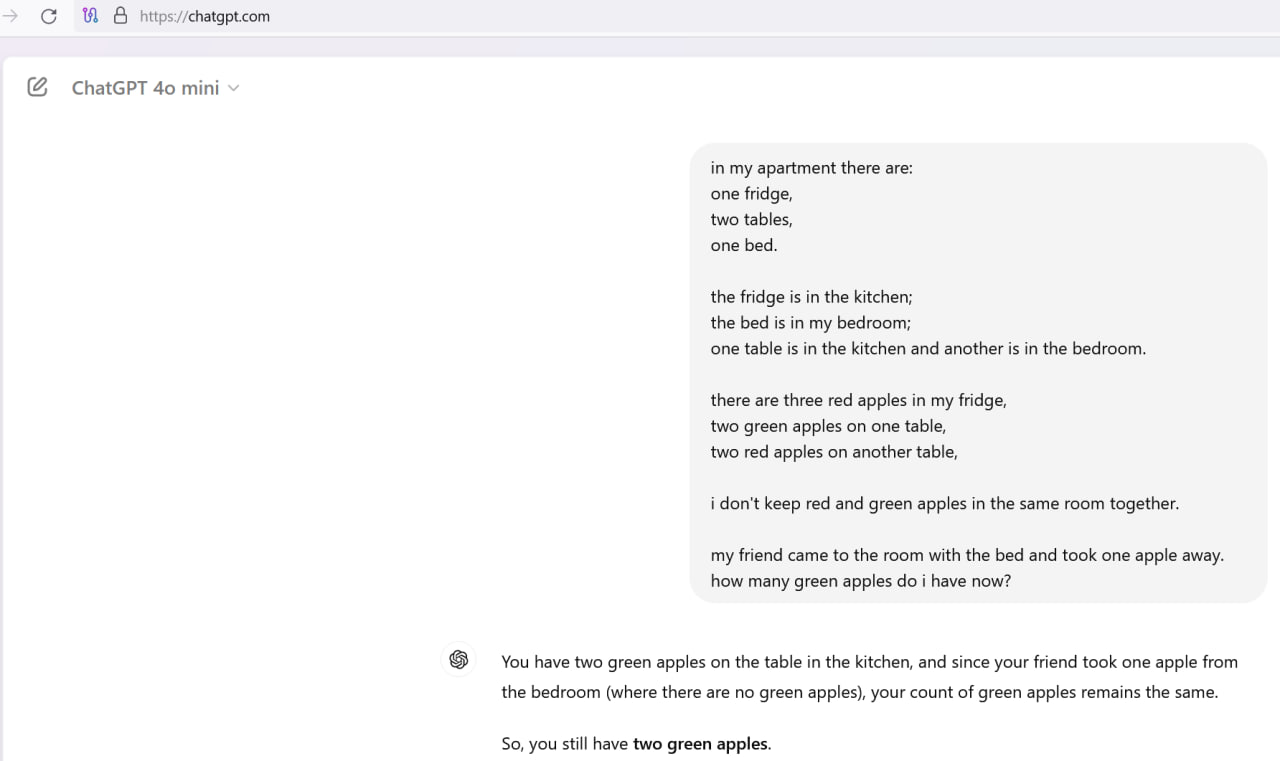 https://chatgpt.com
ChatGPT 4o mini
in my apartment there are:
one fridge,
two tables,
one bed.
the fridge is in the kitchen;
the bed is in my bedroom;
one table is in the kitchen and another is in the bedroom.
there are three red apples in my fridge,
two green apples on one table,
two red apples on another table,
i don't keep red and green apples in the same room together.
my friend came to the room with the bed and took one apple away.
how many green apples do i have now?
You have two green apples on the table in the kitchen, and since your friend took one apple from
the bedroom (where there are no green apples), your count of green apples remains the same.
So, you still have two green apples.